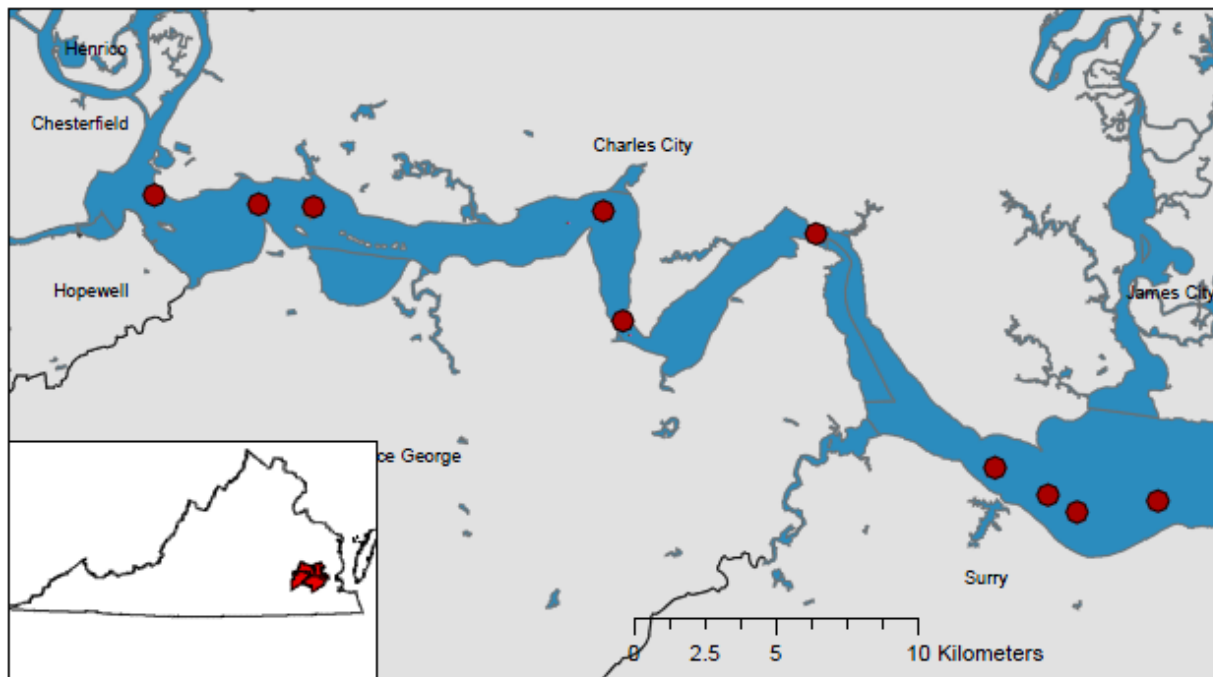 Henrico
Chesterfield
Charles City
Hopewell
James City
ce George
Surry
0 2.5 5 10 Kilometers